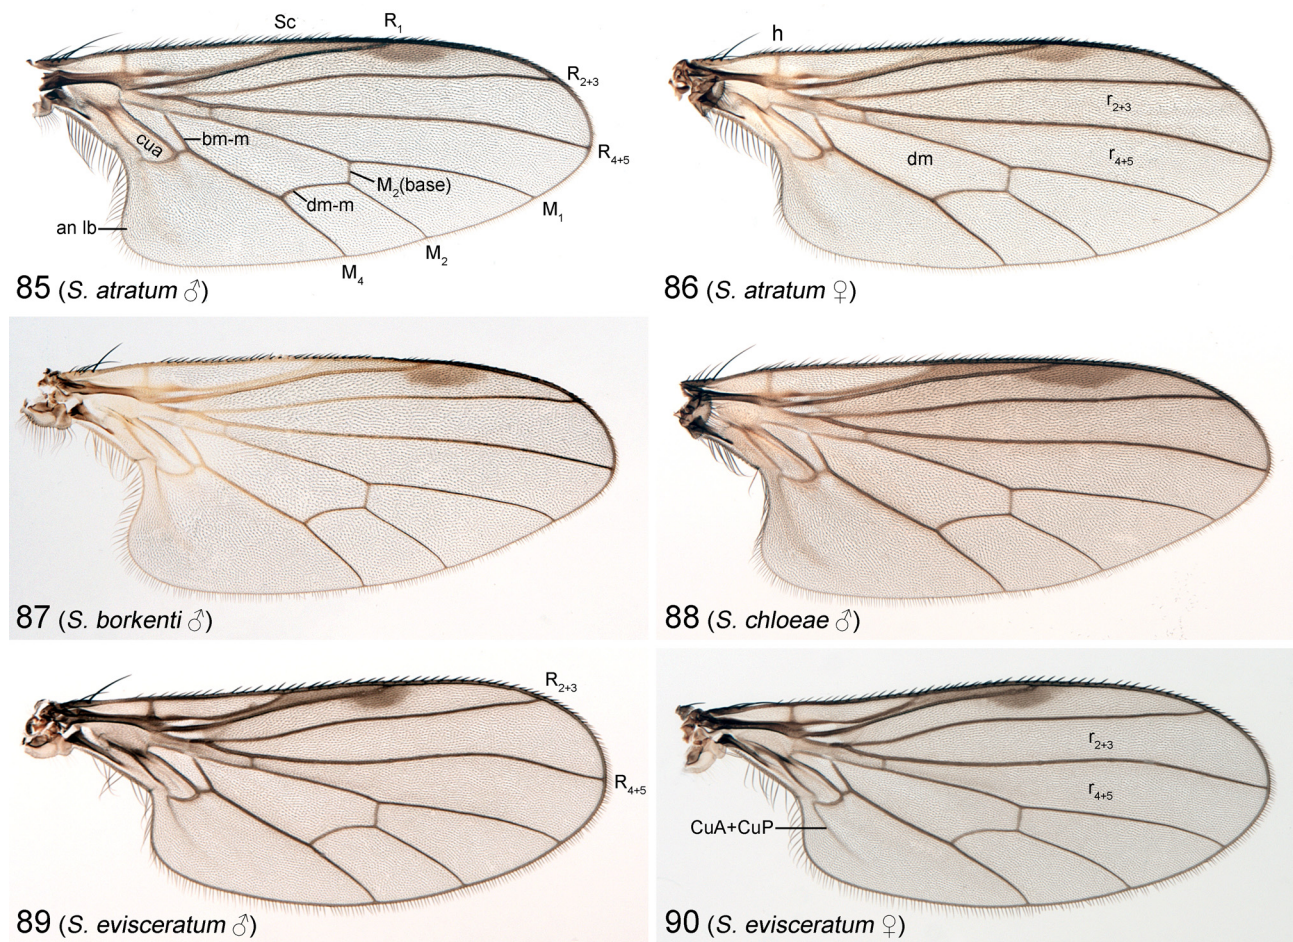 Sc
R1
R2+3
bm-m
cua
R4+5
M2(base)
dm-m
M1
an lb
M2
M4
85 (S. atratum ♂)
h
r2+3
r4+5
dm
86 (S. atratum ♀)
87 (S. borkenti ♂)
88 (S. chloeae ♂)
R2+3
R4+5
89 (S. evisceratum ♂)
r2+3
r4+5
CuA+CuP
90 (S. evisceratum ♀)